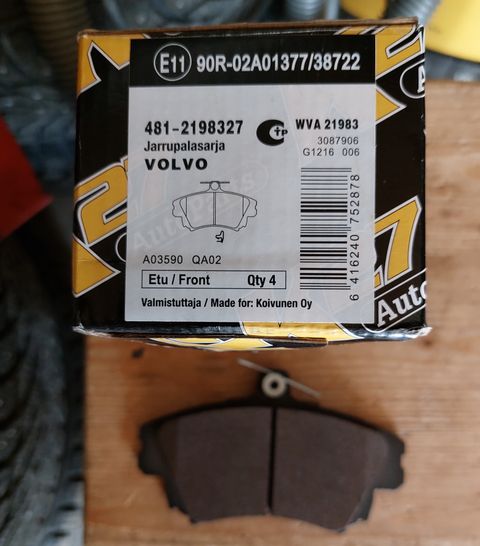 E11 90R-02A01377/38722
481-2198327
Jarrupalasarja
VOLVO
WVA 21983
3087906
G1216 006
A03590 QA02
Etu / Front Qty 4
6 416240 752878
Valmistuttaja / Made for: Koivunen Oy